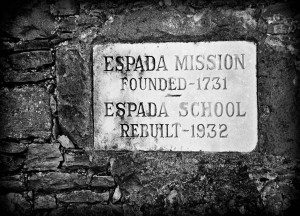 ESPADA MISSION
FOUNDED-1731
ESPADA SCHOOL
REBUILT-1932